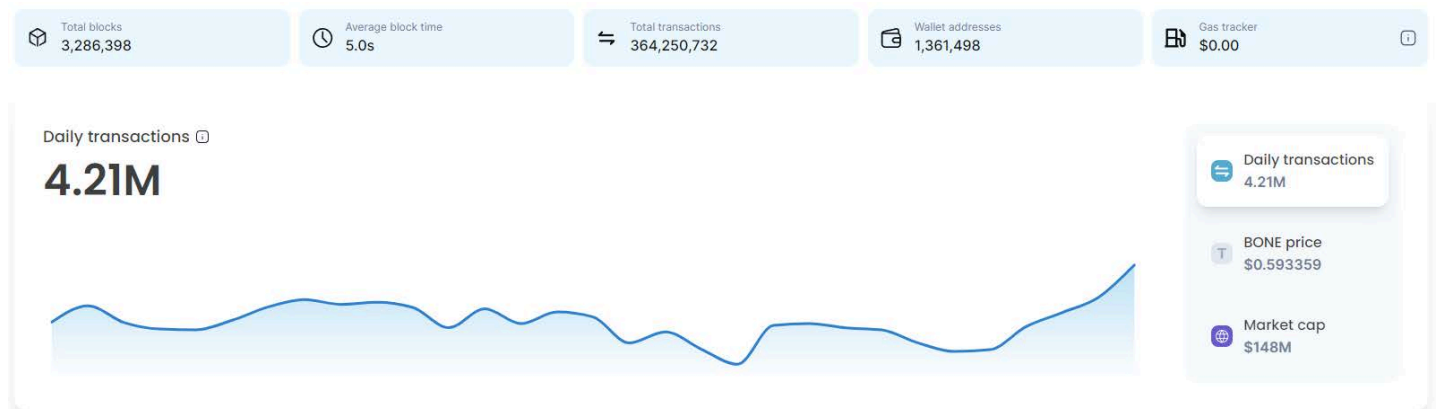 Total blocks
3,286,398
Average block time
5.0s
Total transactions
364,250,732
Wallet addresses
1,361,498
Gas tracker
$0.00
Daily transactions
4.21M
Daily transactions
4.21M
T
BONE price
$0.593359
Market cap
$148M